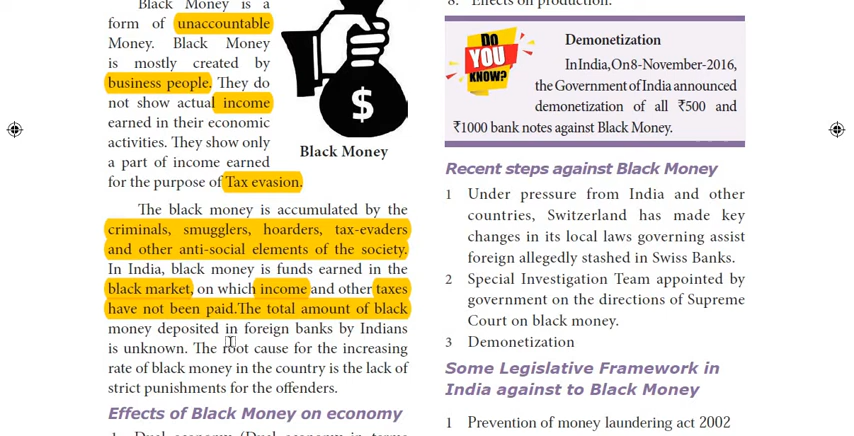 Black Money is a
form of unaccountable
Money. Black Money
is mostly created by
business people. They do
not show actual income
earned in their economic
activities. They show only
a part of income earned
for the purpose of Tax evasion.
$
Black Money
The black money is accumulated by the
criminals, smugglers, hoarders, tax-evaders
and other anti-social elements of the society.
In India, black money is funds earned in the
black market, on which income and other taxes
have not been paid.The total amount of black
money deposited in foreign banks by Indians
is unknown. The root cause for the increasing
rate of black money in the country is the lack of
strict punishments for the offenders.
Effects of Black Money on economy
1 Dual economy (Dual economy in terms
8. Effects on production.
DO
YOU
KNOW?
Demonetization
In India, On 8-November-2016,
the Government of India announced
demonetization of all ₹500 and
₹1000 bank notes against Black Money.
Recent steps against Black Money
1 Under pressure from India and other
countries, Switzerland has made key
changes in its local laws governing assist
foreign allegedly stashed in Swiss Banks.
2 Special Investigation Team appointed by
government on the directions of Supreme
Court on black money.
3 Demonetization
Some Legislative Framework in
India against to Black Money
1 Prevention of money laundering act 2002